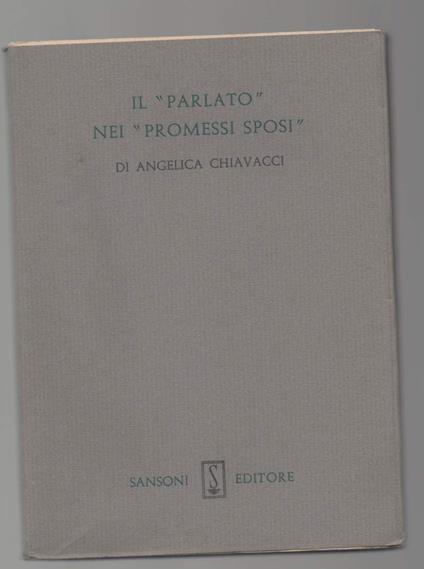 IL “PARLATO”
NEI “PROMESSI SPOSI”
DI ANGELICA CHIAVACCI
SANSONI S EDITORE